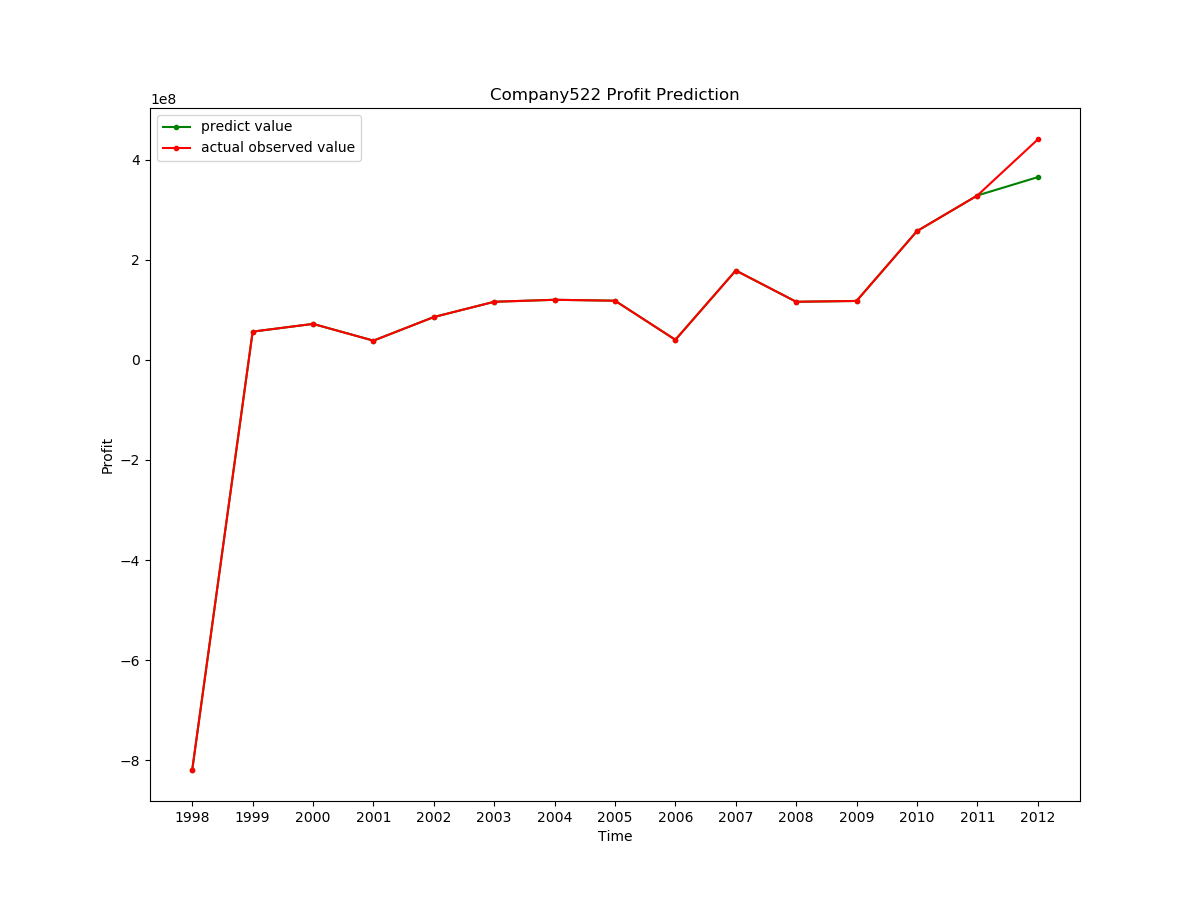 Company522 Profit Prediction
1e8
predict value
actual observed value
4
2
0
−2
−4
−6
−8
Profit
1998 1999 2000 2001 2002 2003 2004 2005 2006 2007 2008 2009 2010 2011 2012
Time